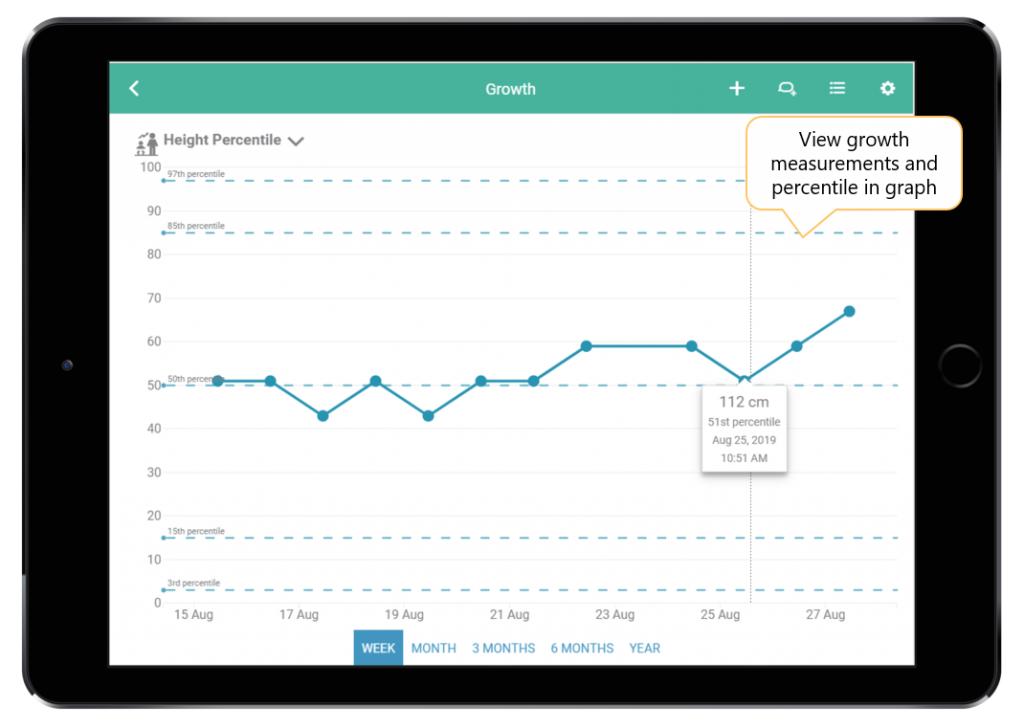 Growth
View growth
measurements and
percentile in graph
Height Percentile
100
97th percentile
90
85th percentile
80
70
60
50th percen
50
40
30
20
15th percentile
10
3rd percentile
0
112 cm
51st percentile
Aug 25, 2019
10:51 AM
15 Aug
17 Aug
19 Aug
21 Aug
23 Aug
25 Aug
27 Aug
WEEK MONTH 3 MONTHS 6 MONTHS YEAR